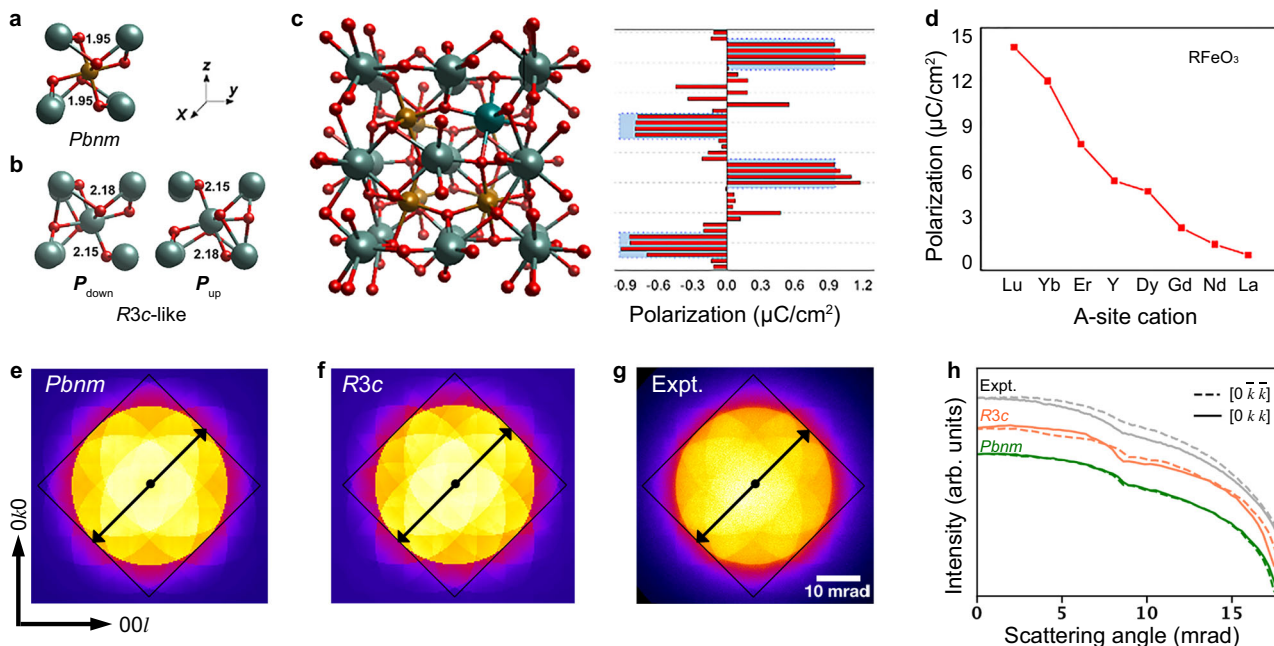 a
1.95
1.95
Pbnm
z
y
x
b
2.18
2.15
2.15
2.18
P down
P up
R3c-like
c
-0.9 -0.6 -0.3 0.0 0.3 0.6 0.9 1.2
Polarization (μC/cm²)
d
RFeO₃
15
12
9
6
3
0
Polarization (μC/cm²)
Lu Yb Er Y Dy Gd Nd La
A-site cation
e
Pbnm
0k0
00l
f
R3c
g
Expt.
10 mrad
h
Expt.
R3c
Pbnm
[0 k̅ k̅]
[0 k k]
Intensity (arb. units)
0 5 10 15
Scattering angle (mrad)